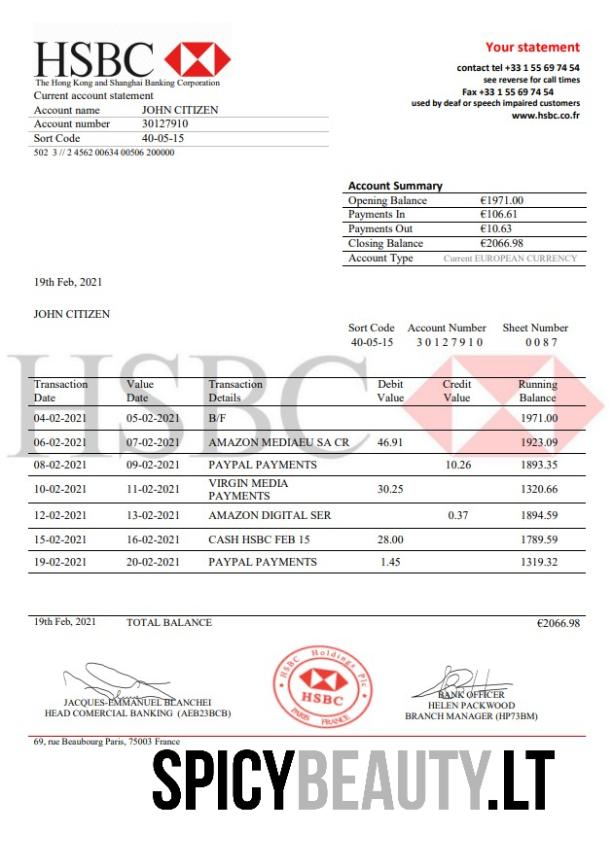 HSBC
The Hong Kong and Shanghai Banking Corporation
Current account statement
Account name JOHN CITIZEN
Account number 30127910
Sort Code 40-05-15
502 3 // 2 4562 00634 00506 200000
Your statement
contact tel +33 1 55 69 74 54
see reverse for call times
Fax +33 1 55 69 74 54
used by deaf or speech impaired customers
www.hsbc.co.fr
Account Summary
Opening Balance €1971.00
Payments In €106.61
Payments Out €10.63
Closing Balance €2066.98
Account Type Current EUROPEAN CURRENCY
19th Feb, 2021
JOHN CITIZEN
Sort Code Account Number Sheet Number
40-05-15 3 0 1 2 7 9 1 0 0 0 8 7
HSBC
Transaction Date Value Date Transaction Details Debit Value Credit Value Running Balance
04-02-2021 05-02-2021 B/F 1971.00
06-02-2021 07-02-2021 AMAZON MEDIAEU SA CR 46.91 1923.09
08-02-2021 09-02-2021 PAYPAL PAYMENTS 10.26 1893.35
10-02-2021 11-02-2021 VIRGIN MEDIA PAYMENTS 30.25 1320.66
12-02-2021 13-02-2021 AMAZON DIGITAL SER 0.37 1894.59
15-02-2021 16-02-2021 CASH HSBC FEB 15 28.00 1789.59
19-02-2021 20-02-2021 PAYPAL PAYMENTS 1.45 1319.32
19th Feb, 2021 TOTAL BALANCE €2066.98
JACQUES-EMMANUEL BLANCHEI
HEAD COMERCIAL BANKING (AEB23BCB)
HSBC Holdings Plc
HSBC
PARIS FRANCE
BANK OFFICER
HELEN PACKWOOD
BRANCH MANAGER (HP73BM)
69, rue Beaubourg Paris, 75003 France
SPICYBEAUTY.LT